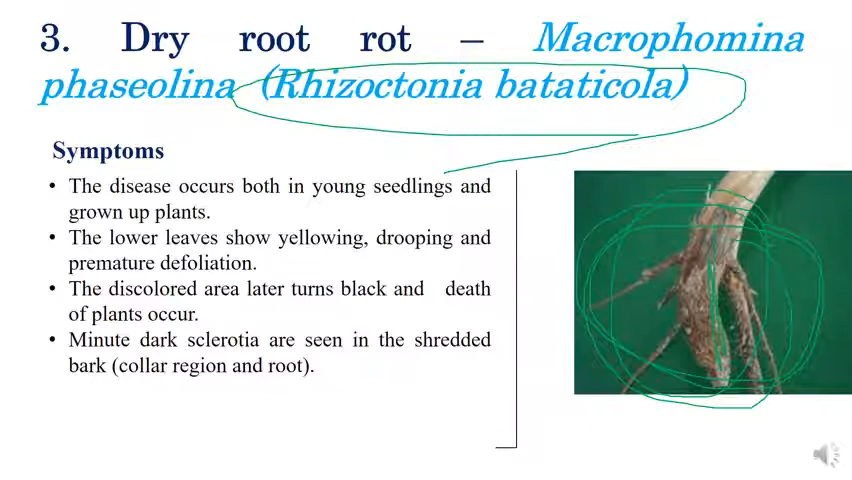 3. Dry root rot – Macrophomina
phaseolina (Rhizoctonia bataticola)
Symptoms
• The disease occurs both in young seedlings and
grown up plants.
• The lower leaves show yellowing, drooping and
premature defoliation.
• The discolored area later turns black and death
of plants occur.
• Minute dark sclerotia are seen in the shredded
bark (collar region and root).